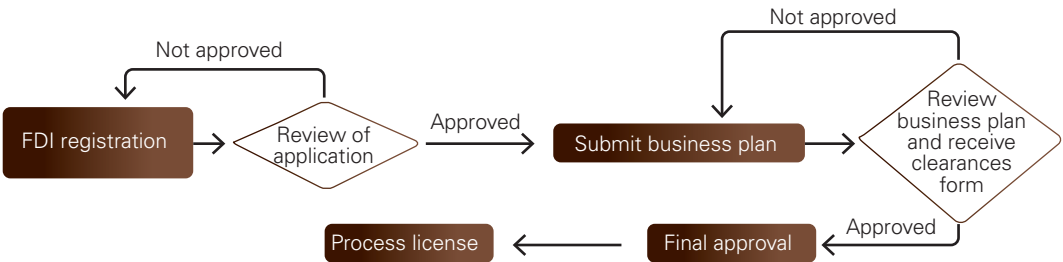 Not approved
Not approved
FDI registration
Review of
application
Approved
Submit business plan
Review
business plan
and receive
clearances
form
Approved
Final approval
Process license